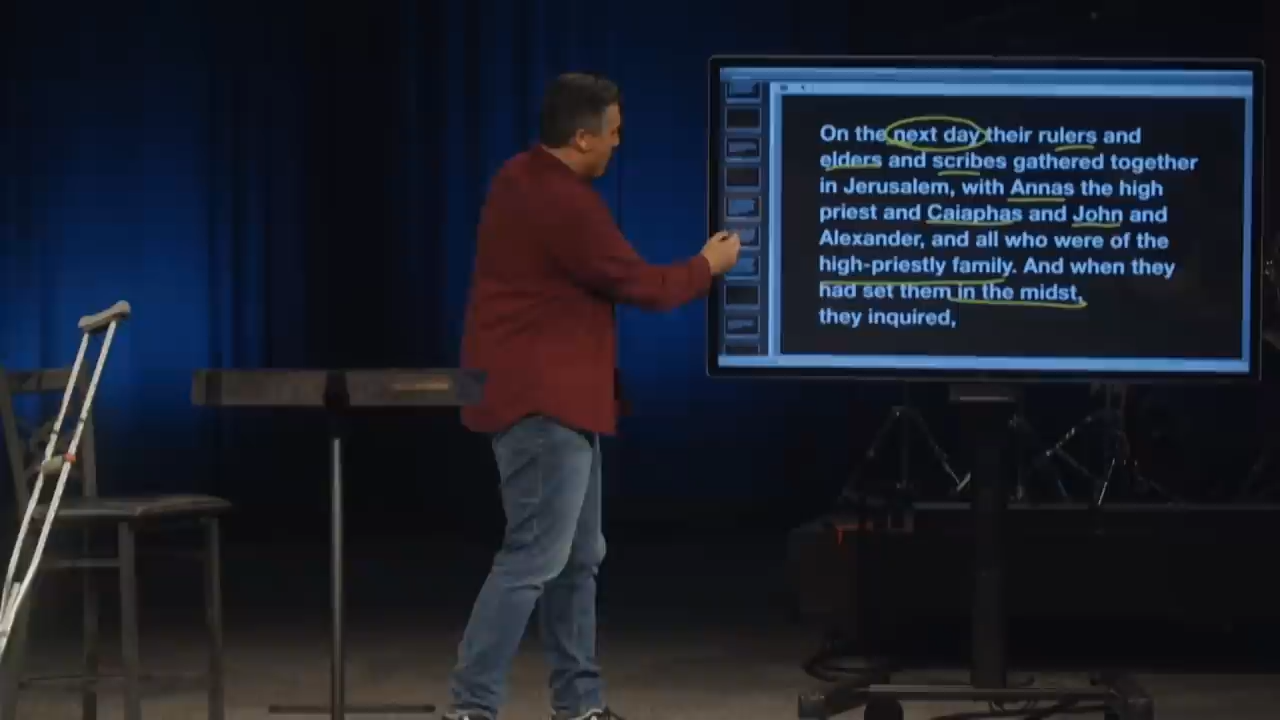 On the next day their rulers and
elders and scribes gathered together
in Jerusalem, with Annas the high
priest and Caiaphas and John and
Alexander, and all who were of the
high-priestly family. And when they
had set them in the midst,
they inquired,